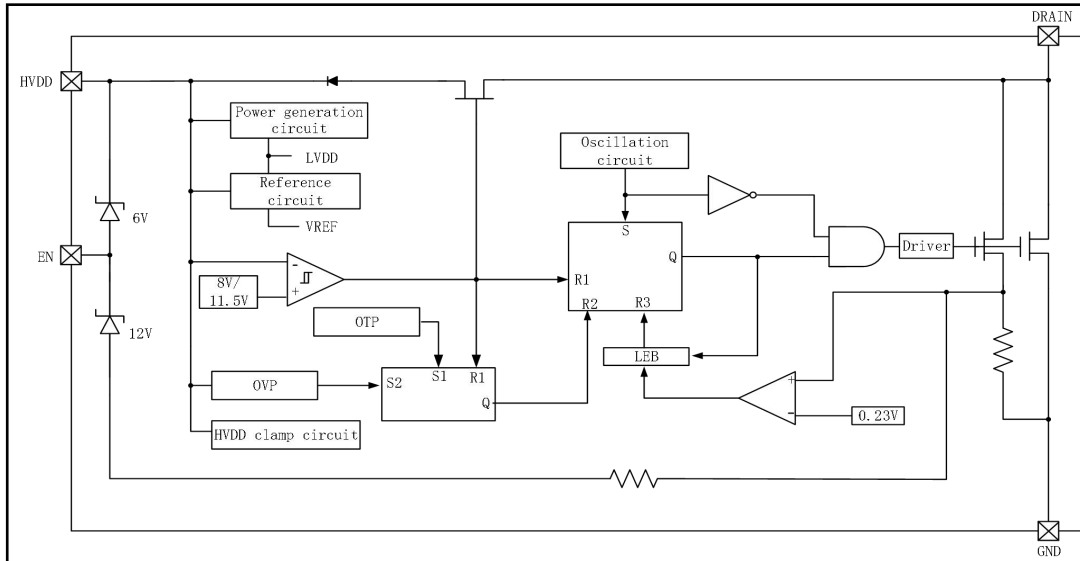 DRAIN
HVDD
Power generation
circuit
LVDD
Oscillation
circuit
Reference
circuit
VREF
6V
EN
S
Q
Driver
8V/
11.5V
-
+
R1
R2
R3
12V
OTP
LEB
S1
R1
S2
OVP
Q
+
-
0.23V
HVDD clamp circuit
GND